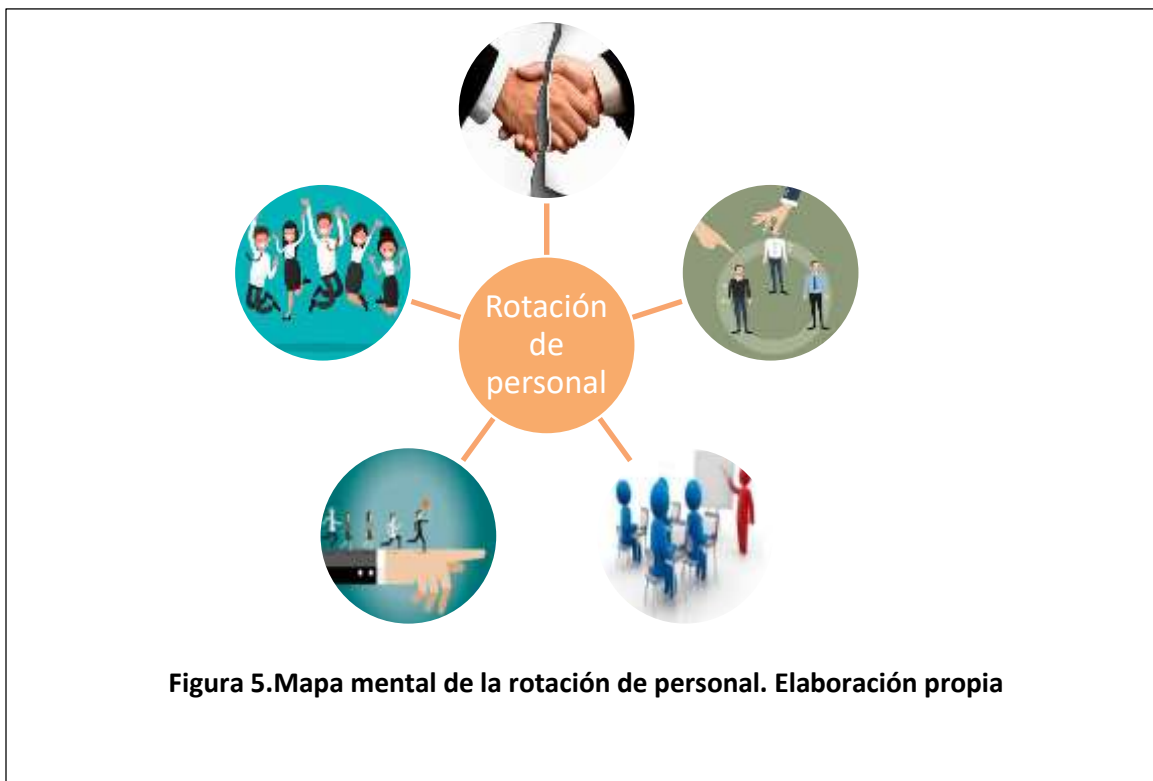 Rotación
de
personal
Figura 5.Mapa mental de la rotación de personal. Elaboración propia